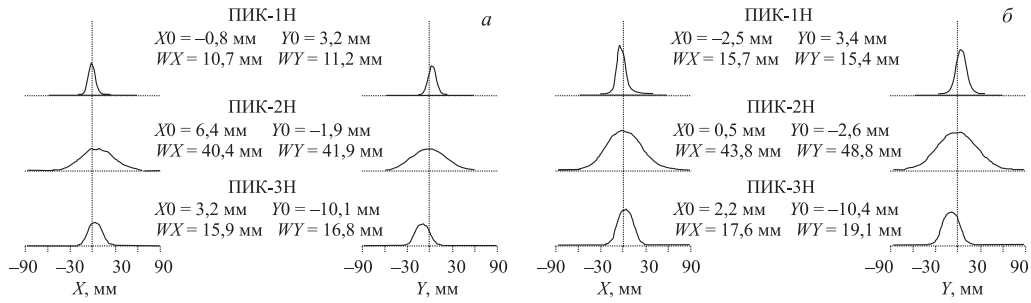 ПИК-1Н
а
X0 = –0,8 мм Y0 = 3,2 мм
WX = 10,7 мм WY = 11,2 мм
ПИК-2Н
X0 = 6,4 мм Y0 = –1,9 мм
WX = 40,4 мм WY = 41,9 мм
ПИК-3Н
X0 = 3,2 мм Y0 = –10,1 мм
WX = 15,9 мм WY = 16,8 мм
–90 –30 30 90 –90 –30 30 90
X, мм Y, мм
ПИК-1Н
б
X0 = –2,5 мм Y0 = 3,4 мм
WX = 15,7 мм WY = 15,4 мм
ПИК-2Н
X0 = 0,5 мм Y0 = –2,6 мм
WX = 43,8 мм WY = 48,8 мм
ПИК-3Н
X0 = 2,2 мм Y0 = –10,4 мм
WX = 17,6 мм WY = 19,1 мм
–90 –30 30 90 –90 –30 30 90
X, мм Y, мм